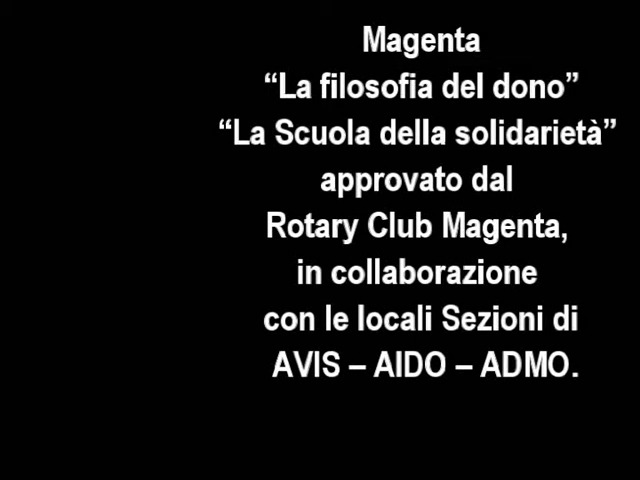 Magenta
“La filosofia del dono”
“La Scuola della solidarietà”
approvato dal
Rotary Club Magenta,
in collaborazione
con le locali Sezioni di
AVIS – AIDO – ADMO.